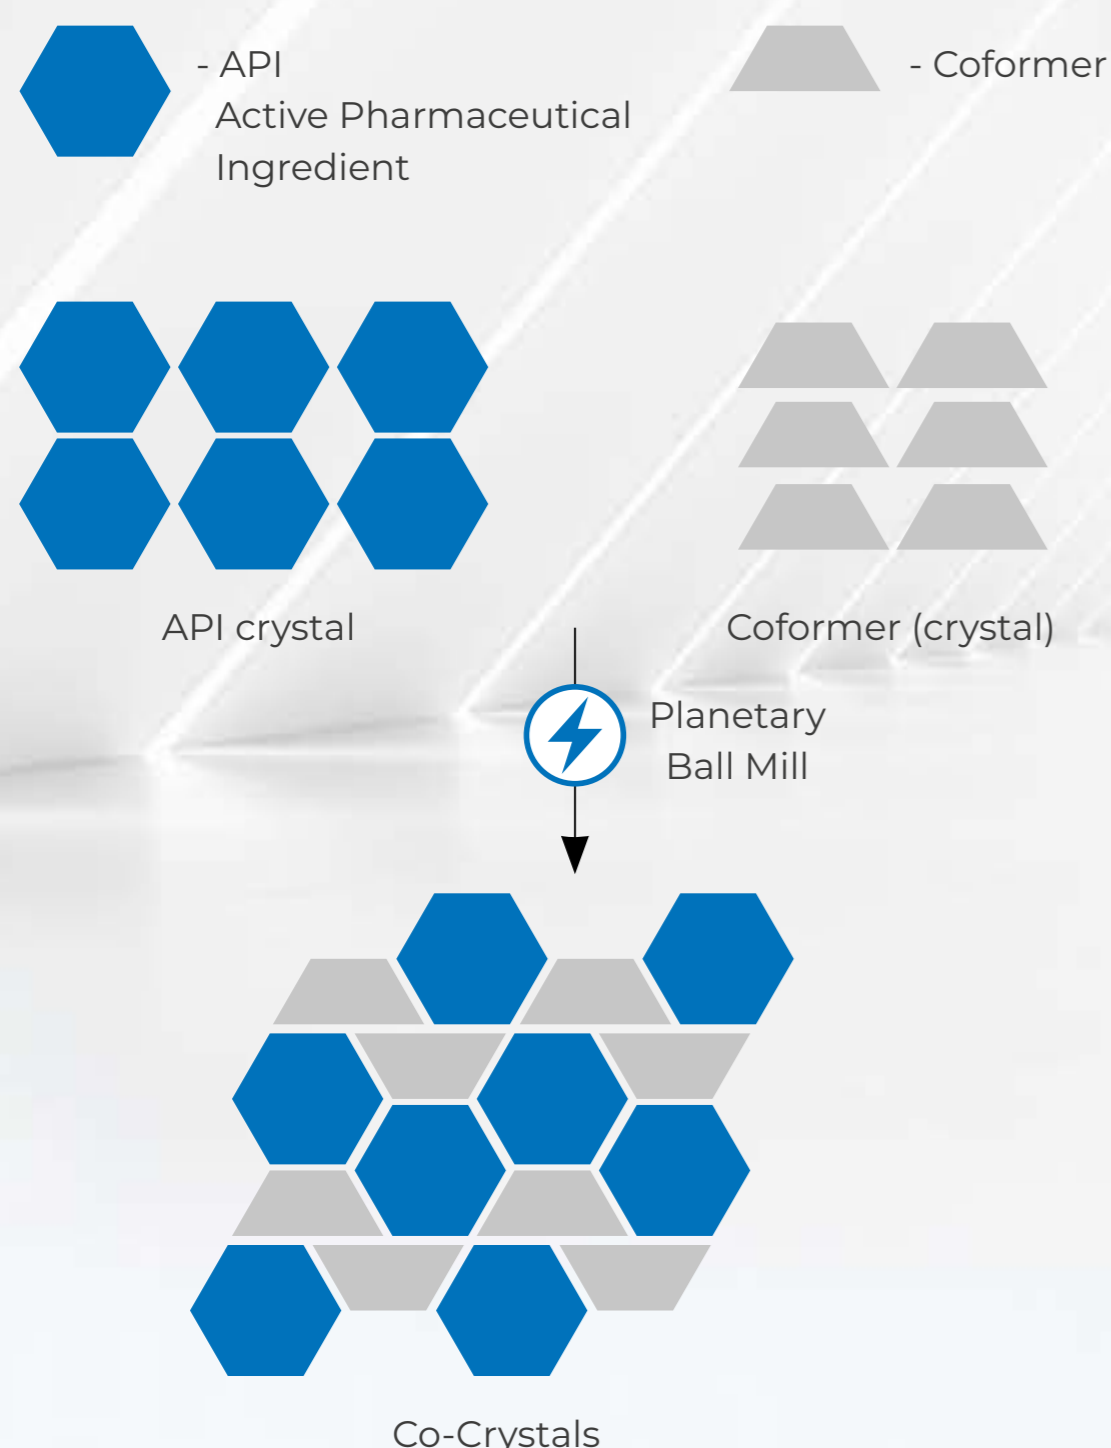 - API
Active Pharmaceutical
Ingredient
- Coformer
API crystal
Coformer (crystal)
Planetary
Ball Mill
Co-Crystals